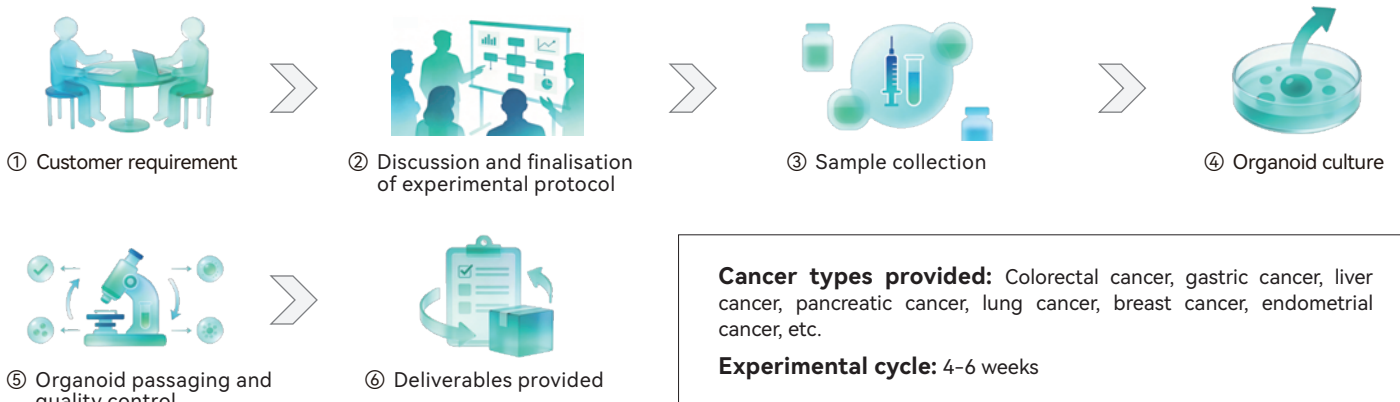 ① Customer requirement
② Discussion and finalisation
of experimental protocol
③ Sample collection
④ Organoid culture
⑤ Organoid passaging and
quality control
⑥ Deliverables provided
Cancer types provided: Colorectal cancer, gastric cancer, liver
cancer, pancreatic cancer, lung cancer, breast cancer, endometrial
cancer, etc.
Experimental cycle: 4-6 weeks